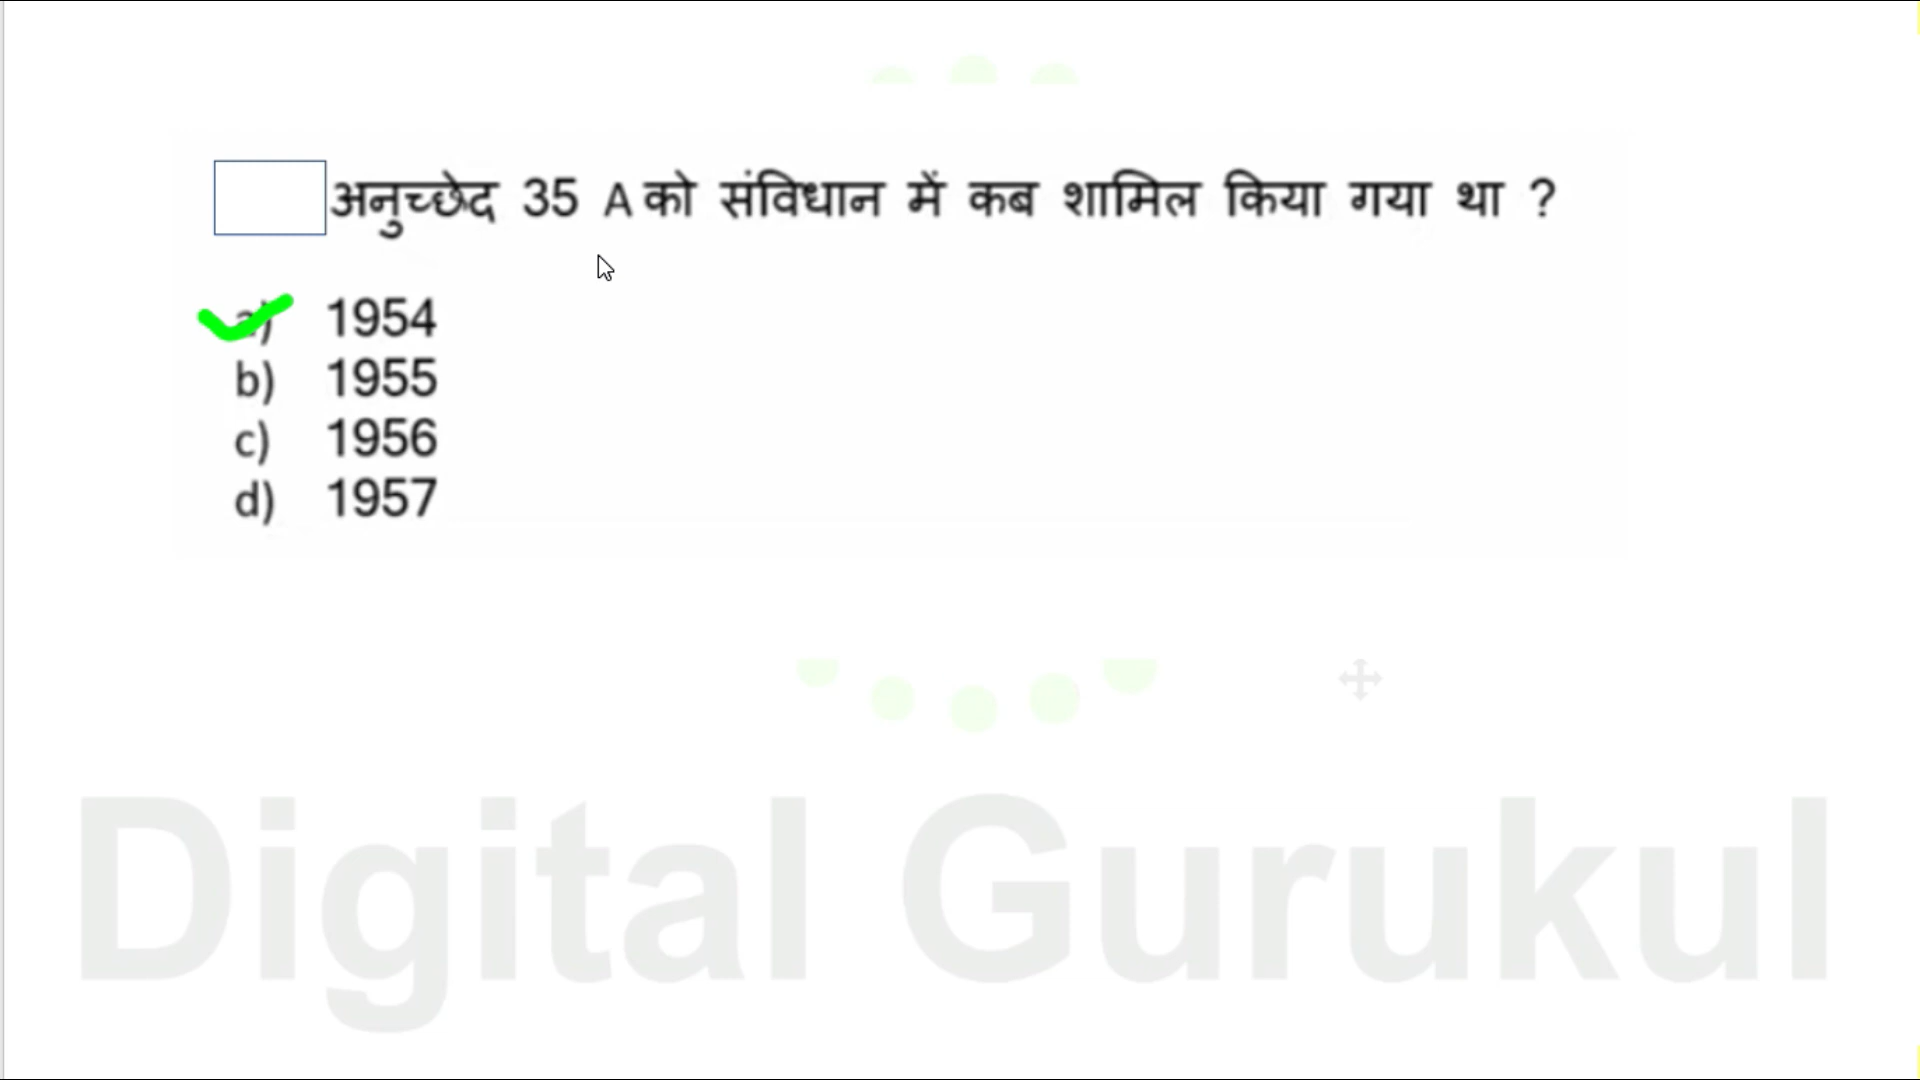 अनुच्छेद 35 A को संविधान में कब शामिल किया गया था ?
a) 1954
b) 1955
c) 1956
d) 1957
Digital Gurukul